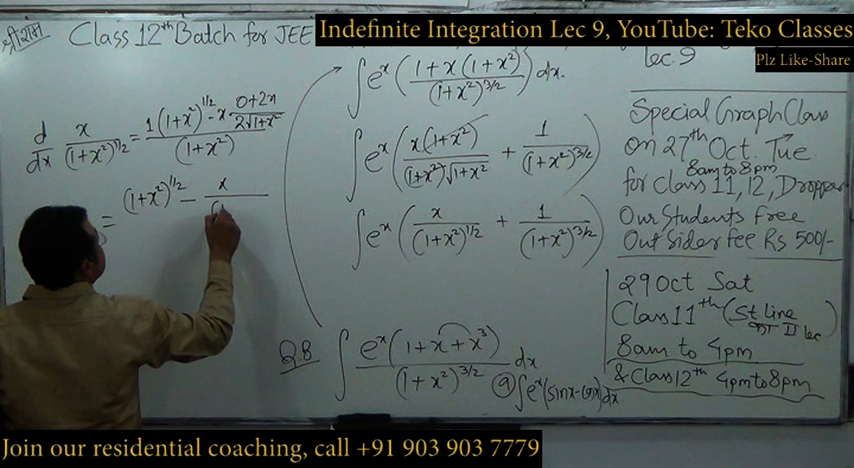 श्रीराम
Class 12th Batch for JEE
Indefinite Integration Lec 9, YouTube: Teko Classes
Plz Like-Share
Lec. 9
d/dx x/(1+x²)^1/2 = (1(1+x²)^1/2 - x (0+2x)/(2√1+x²))/(1+x²)
= (1+x²)^1/2 - x
∫e^x ((1+x(1+x²))/(1+x²)^3/2) dx.
∫e^x (x(1+x²)/((1+x²)√1+x²) + 1/(1+x²)^3/2)
∫e^x (x/(1+x²)^1/2 + 1/(1+x²)^3/2)
Q.8 ∫ e^x(1+x+x³)/(1+x²)^3/2 dx
⑨ ∫e^x(sinx-cosx)dx
Special Graph Class
on 27th Oct. Tue
8am to 8pm
for Class 11, 12, Dropper
Our Students Free
Out Sider fee Rs 500/-
29 Oct Sat
Class 11th (St Line
II lec)
8am to 4pm
& Class 12th 4pm to 8pm
Join our residential coaching, call +91 903 903 7779